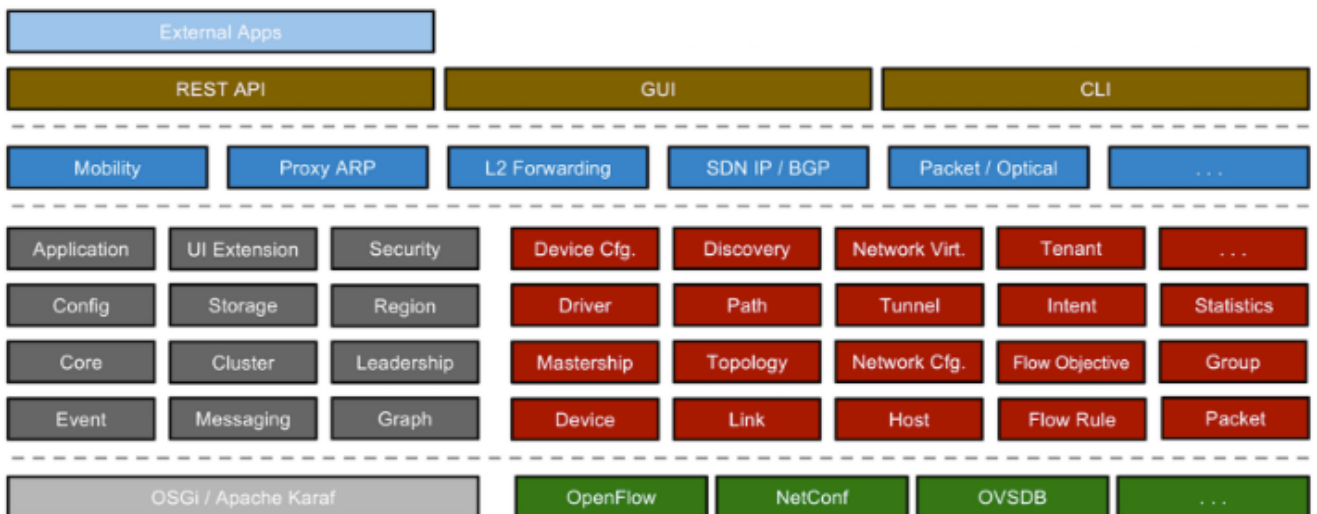 External Apps
REST API GUI CLI
Mobility Proxy ARP L2 Forwarding SDN IP / BGP Packet / Optical . . .
Application UI Extension Security Device Cfg. Discovery Network Virt. Tenant . . .
Config Storage Region Driver Path Tunnel Intent Statistics
Core Cluster Leadership Mastership Topology Network Cfg. Flow Objective Group
Event Messaging Graph Device Link Host Flow Rule Packet
OSGi / Apache Karaf OpenFlow NetConf OVSDB . . .